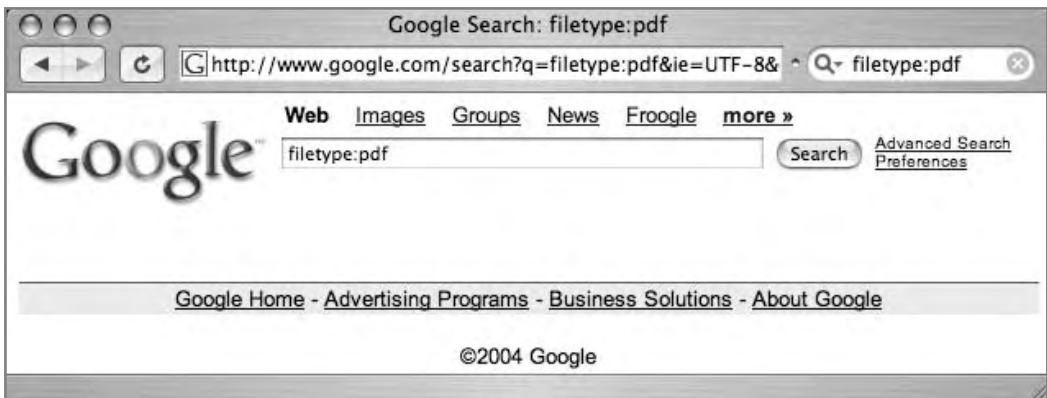 Google Search: filetype:pdf
G http://www.google.com/search?q=filetype:pdf&ie=UTF-8& Q filetype:pdf
Web Images Groups News Froogle more »
Google™
filetype:pdf Search Advanced Search
Preferences
Google Home - Advertising Programs - Business Solutions - About Google
©2004 Google